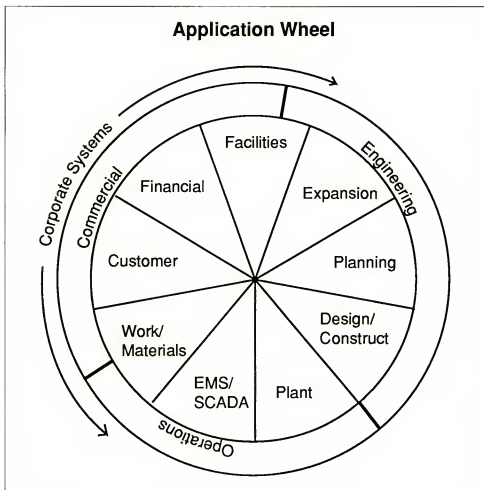 Application Wheel
Corporate Systems
Commercial
Engineering
Operations
Facilities
Expansion
Planning
Design/
Construct
Plant
EMS/
SCADA
Work/
Materials
Customer
Financial